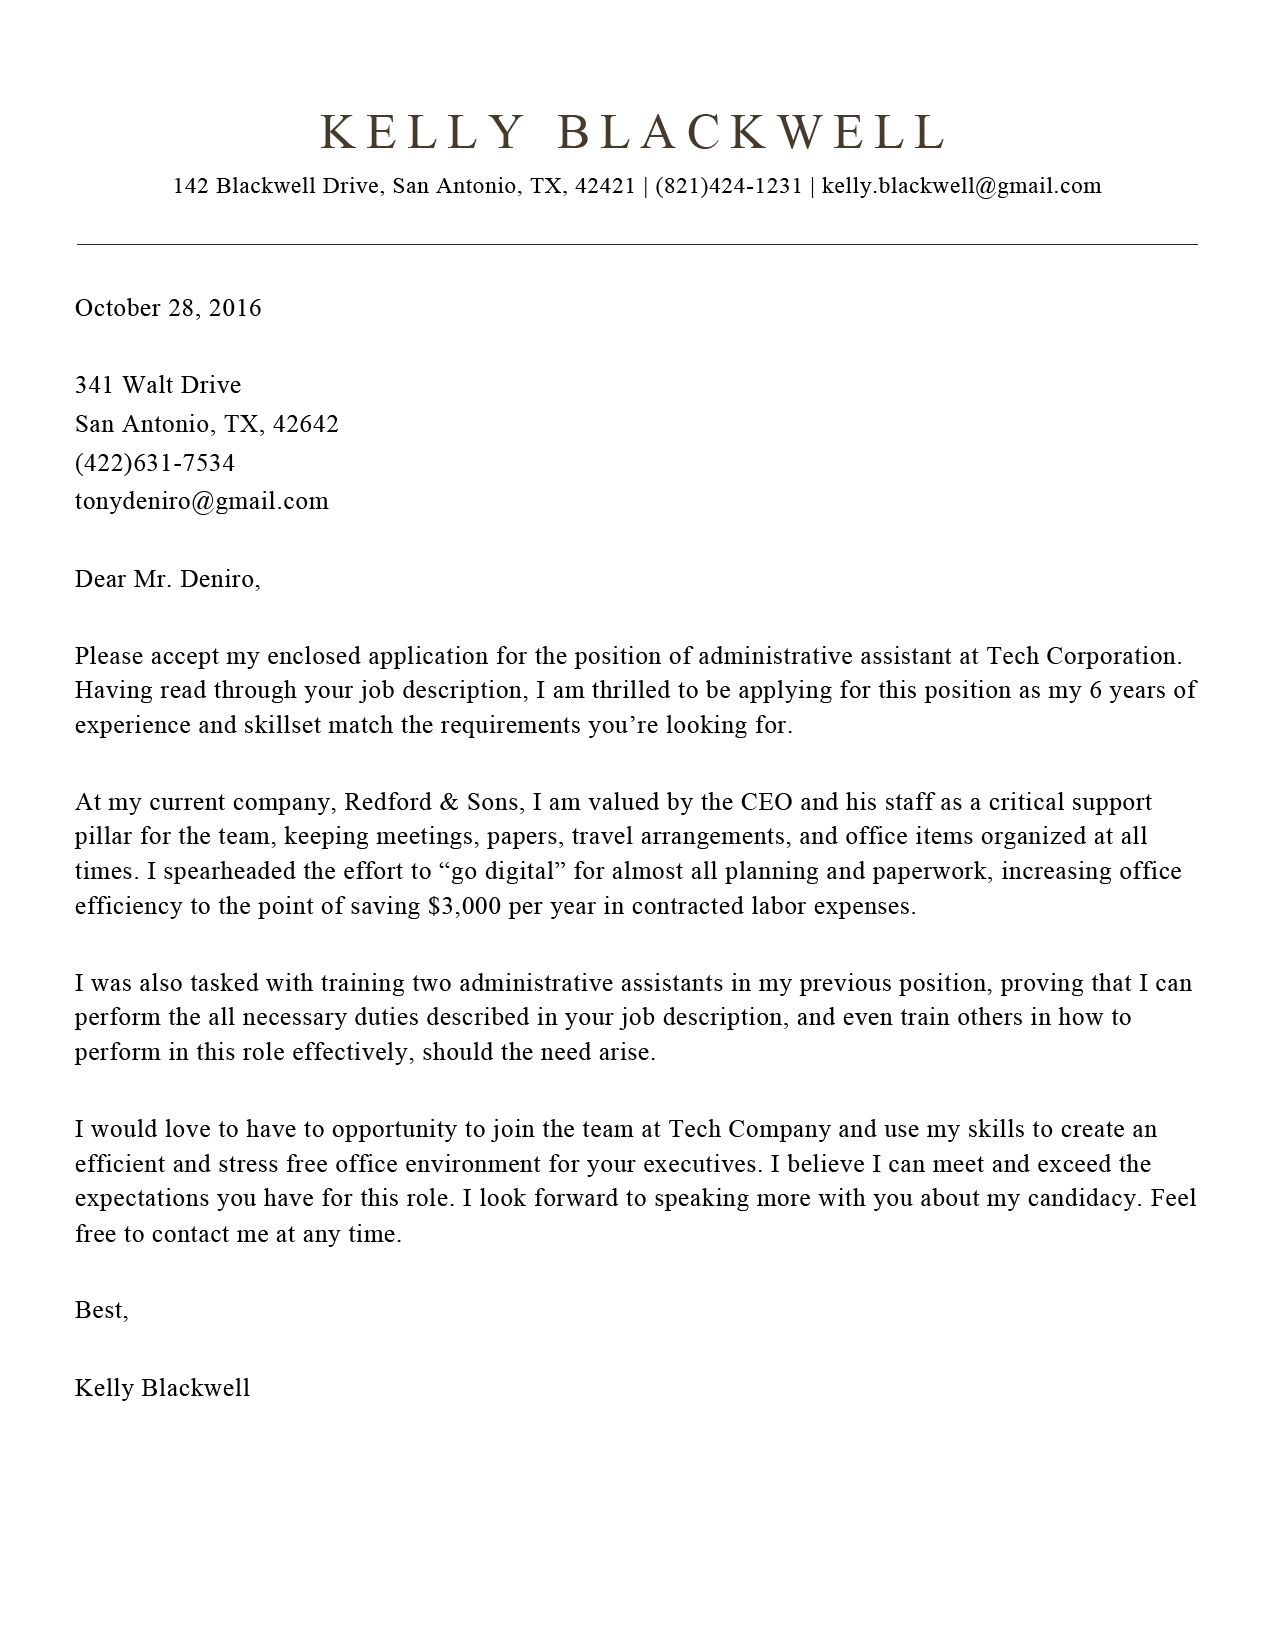 KELLY BLACKWELL
142 Blackwell Drive, San Antonio, TX, 42421 | (821)424-1231 | kelly.blackwell@gmail.com
October 28, 2016
341 Walt Drive
San Antonio, TX, 42642
(422)631-7534
tonydeniro@gmail.com
Dear Mr. Deniro,
Please accept my enclosed application for the position of administrative assistant at Tech Corporation.
Having read through your job description, I am thrilled to be applying for this position as my 6 years of
experience and skillset match the requirements you’re looking for.
At my current company, Redford & Sons, I am valued by the CEO and his staff as a critical support
pillar for the team, keeping meetings, papers, travel arrangements, and office items organized at all
times. I spearheaded the effort to “go digital” for almost all planning and paperwork, increasing office
efficiency to the point of saving $3,000 per year in contracted labor expenses.
I was also tasked with training two administrative assistants in my previous position, proving that I can
perform the all necessary duties described in your job description, and even train others in how to
perform in this role effectively, should the need arise.
I would love to have to opportunity to join the team at Tech Company and use my skills to create an
efficient and stress free office environment for your executives. I believe I can meet and exceed the
expectations you have for this role. I look forward to speaking more with you about my candidacy. Feel
free to contact me at any time.
Best,
Kelly Blackwell